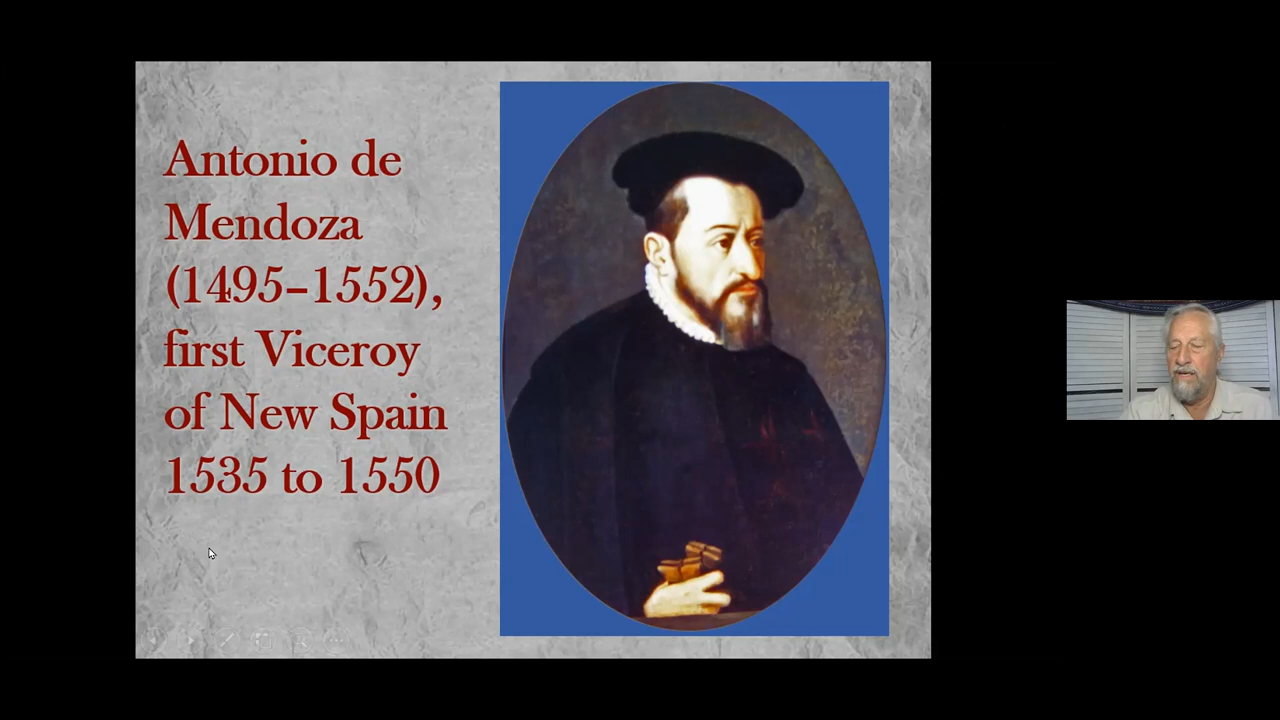 Antonio de
Mendoza
(1495–1552),
first Viceroy
of New Spain
1535 to 1550